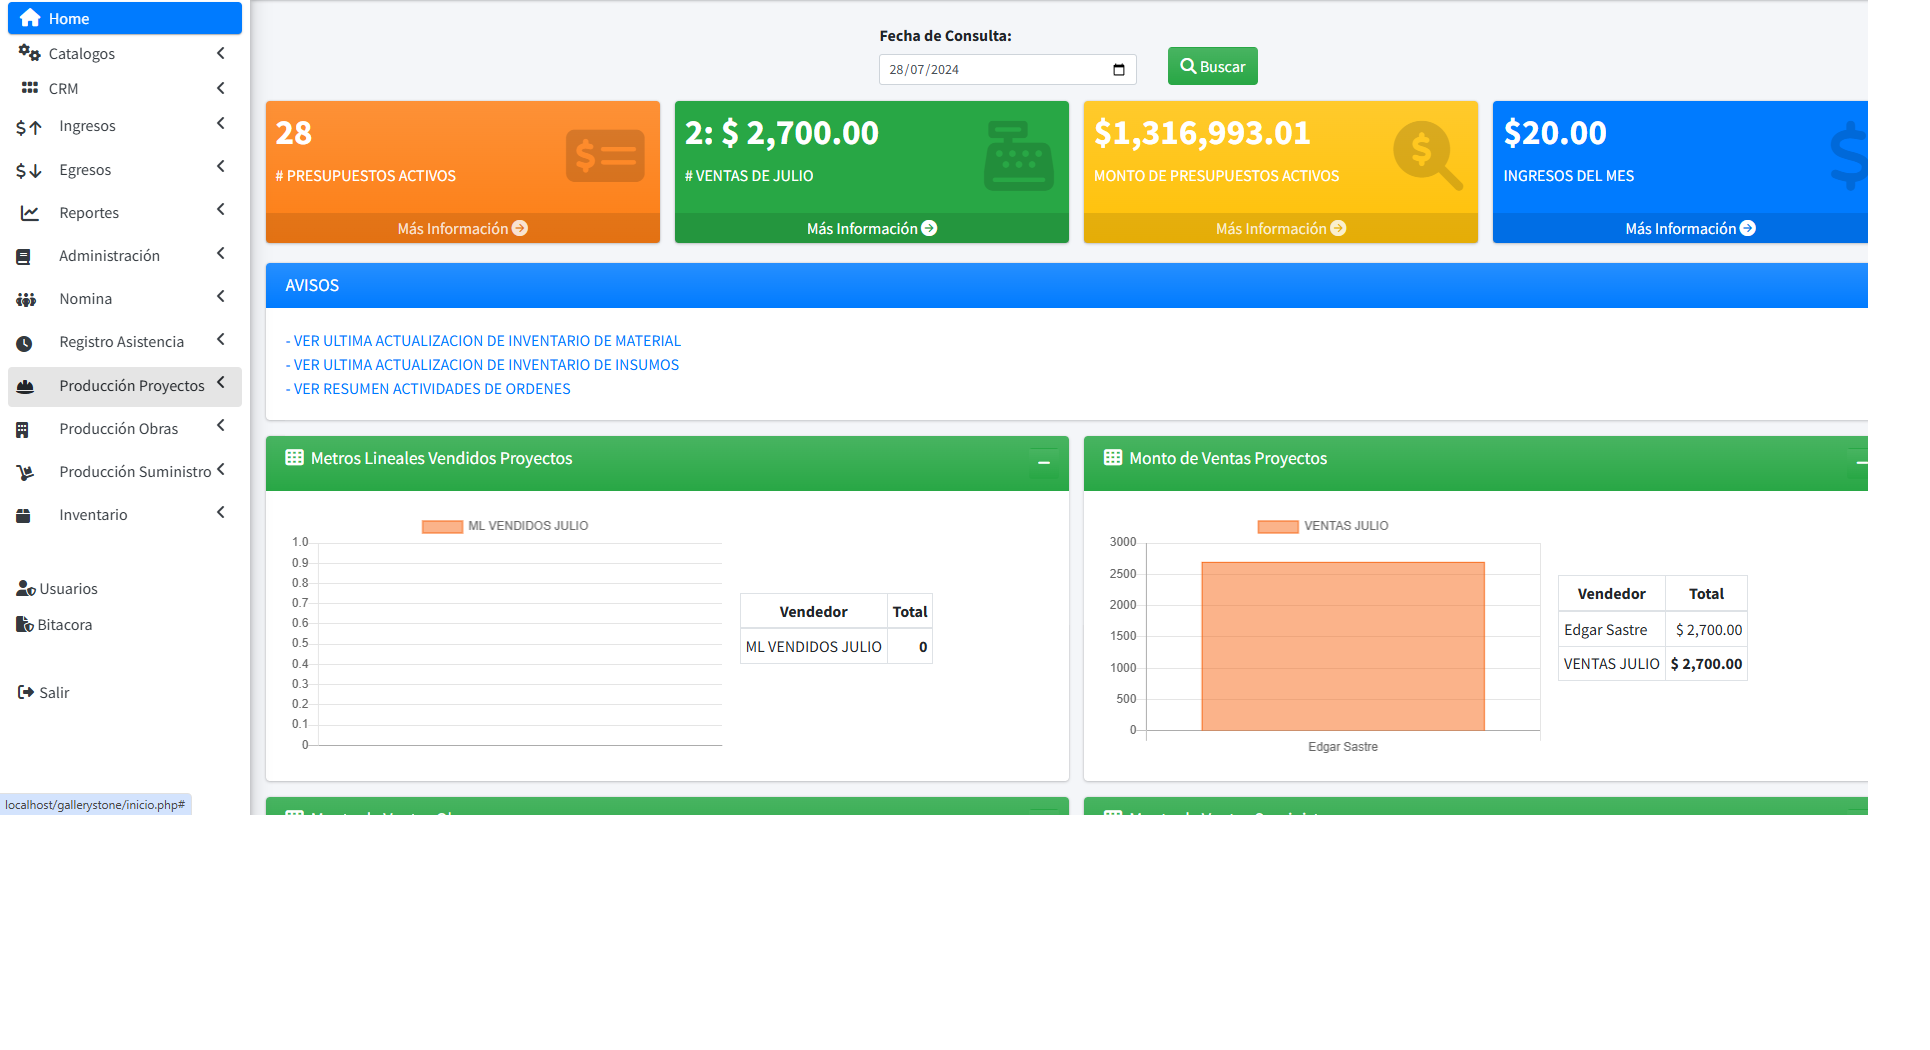 Home
Catalogos
CRM
Ingresos
Egresos
Reportes
Administración
Nomina
Registro Asistencia
Producción Proyectos
Producción Obras
Producción Suministro
Inventario
Usuarios
Bitacora
Salir
localhost/gallerystone/inicio.php#
Fecha de Consulta:
28/07/2024
Buscar
28
# PRESUPUESTOS ACTIVOS
Más Información
2: $ 2,700.00
# VENTAS DE JULIO
Más Información
$1,316,993.01
MONTO DE PRESUPUESTOS ACTIVOS
Más Información
$20.00
INGRESOS DEL MES
Más Información
AVISOS
- VER ULTIMA ACTUALIZACION DE INVENTARIO DE MATERIAL
- VER ULTIMA ACTUALIZACION DE INVENTARIO DE INSUMOS
- VER RESUMEN ACTIVIDADES DE ORDENES
Metros Lineales Vendidos Proyectos
ML VENDIDOS JULIO
1.0
0.9
0.8
0.7
0.6
0.5
0.4
0.3
0.2
0.1
0
Vendedor Total
ML VENDIDOS JULIO 0
Monto de Ventas Proyectos
VENTAS JULIO
3000
2500
2000
1500
1000
500
0
Edgar Sastre
Vendedor Total
Edgar Sastre $ 2,700.00
VENTAS JULIO $ 2,700.00